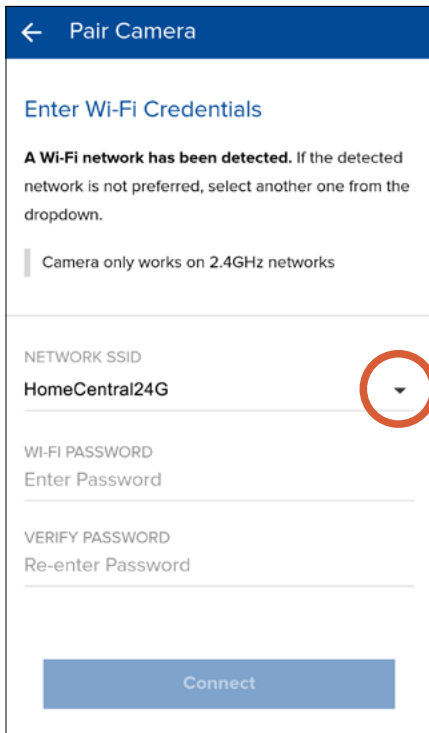 Pair Camera
Enter Wi-Fi Credentials
A Wi-Fi network has been detected. If the detected
network is not preferred, select another one from the
dropdown.
Camera only works on 2.4GHz networks
NETWORK SSID
HomeCentral24G
WI-FI PASSWORD
Enter Password
VERIFY PASSWORD
Re-enter Password
Connect